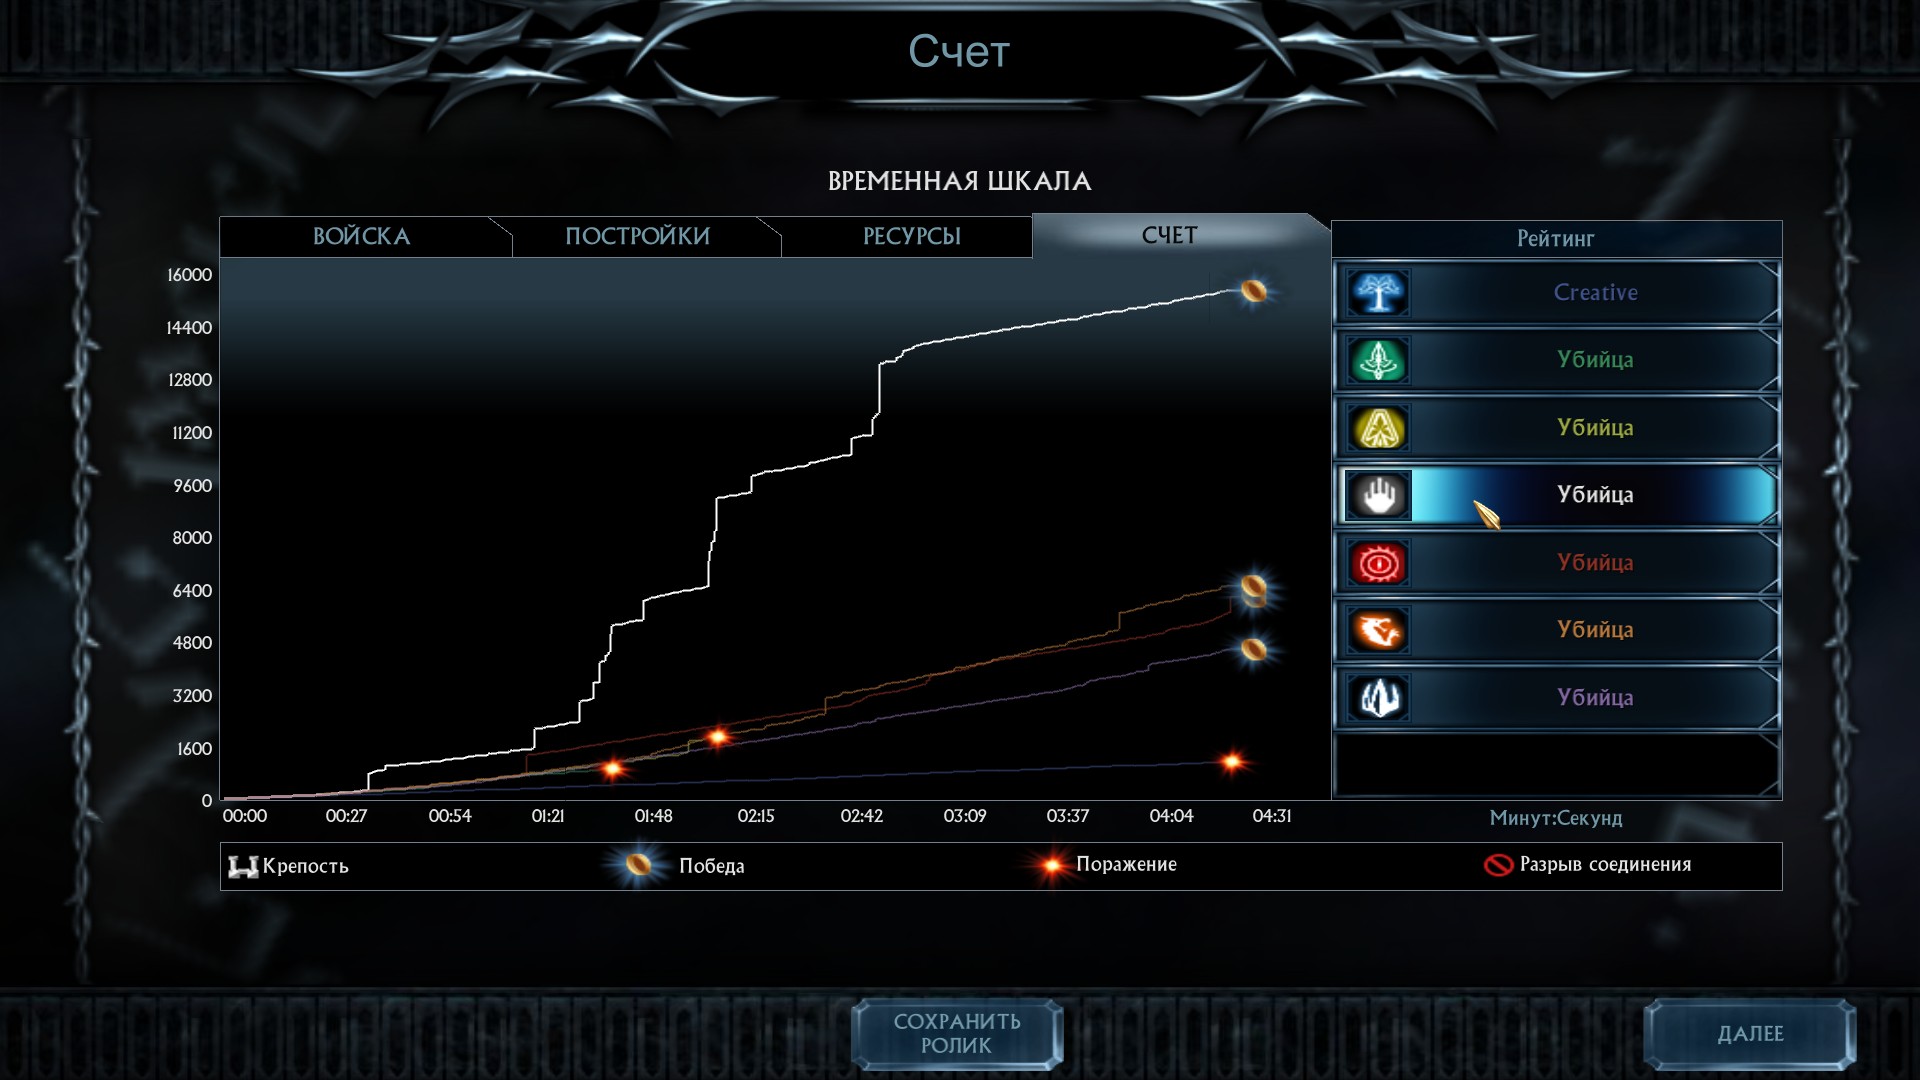 Счет
ВРЕМЕННАЯ ШКАЛА
ВОЙСКА
ПОСТРОЙКИ
РЕСУРСЫ
СЧЕТ
Рейтинг
16000
14400
12800
11200
9600
8000
6400
4800
3200
1600
0
Creative
Убийца
Убийца
Убийца
Убийца
Убийца
Убийца
00:00
00:27
00:54
01:21
01:48
02:15
02:42
03:09
03:37
04:04
04:31
Минут:Секунд
Крепость
Победа
Поражение
Разрыв соединения
СОХРАНИТЬ
РОЛИК
ДАЛЕЕ